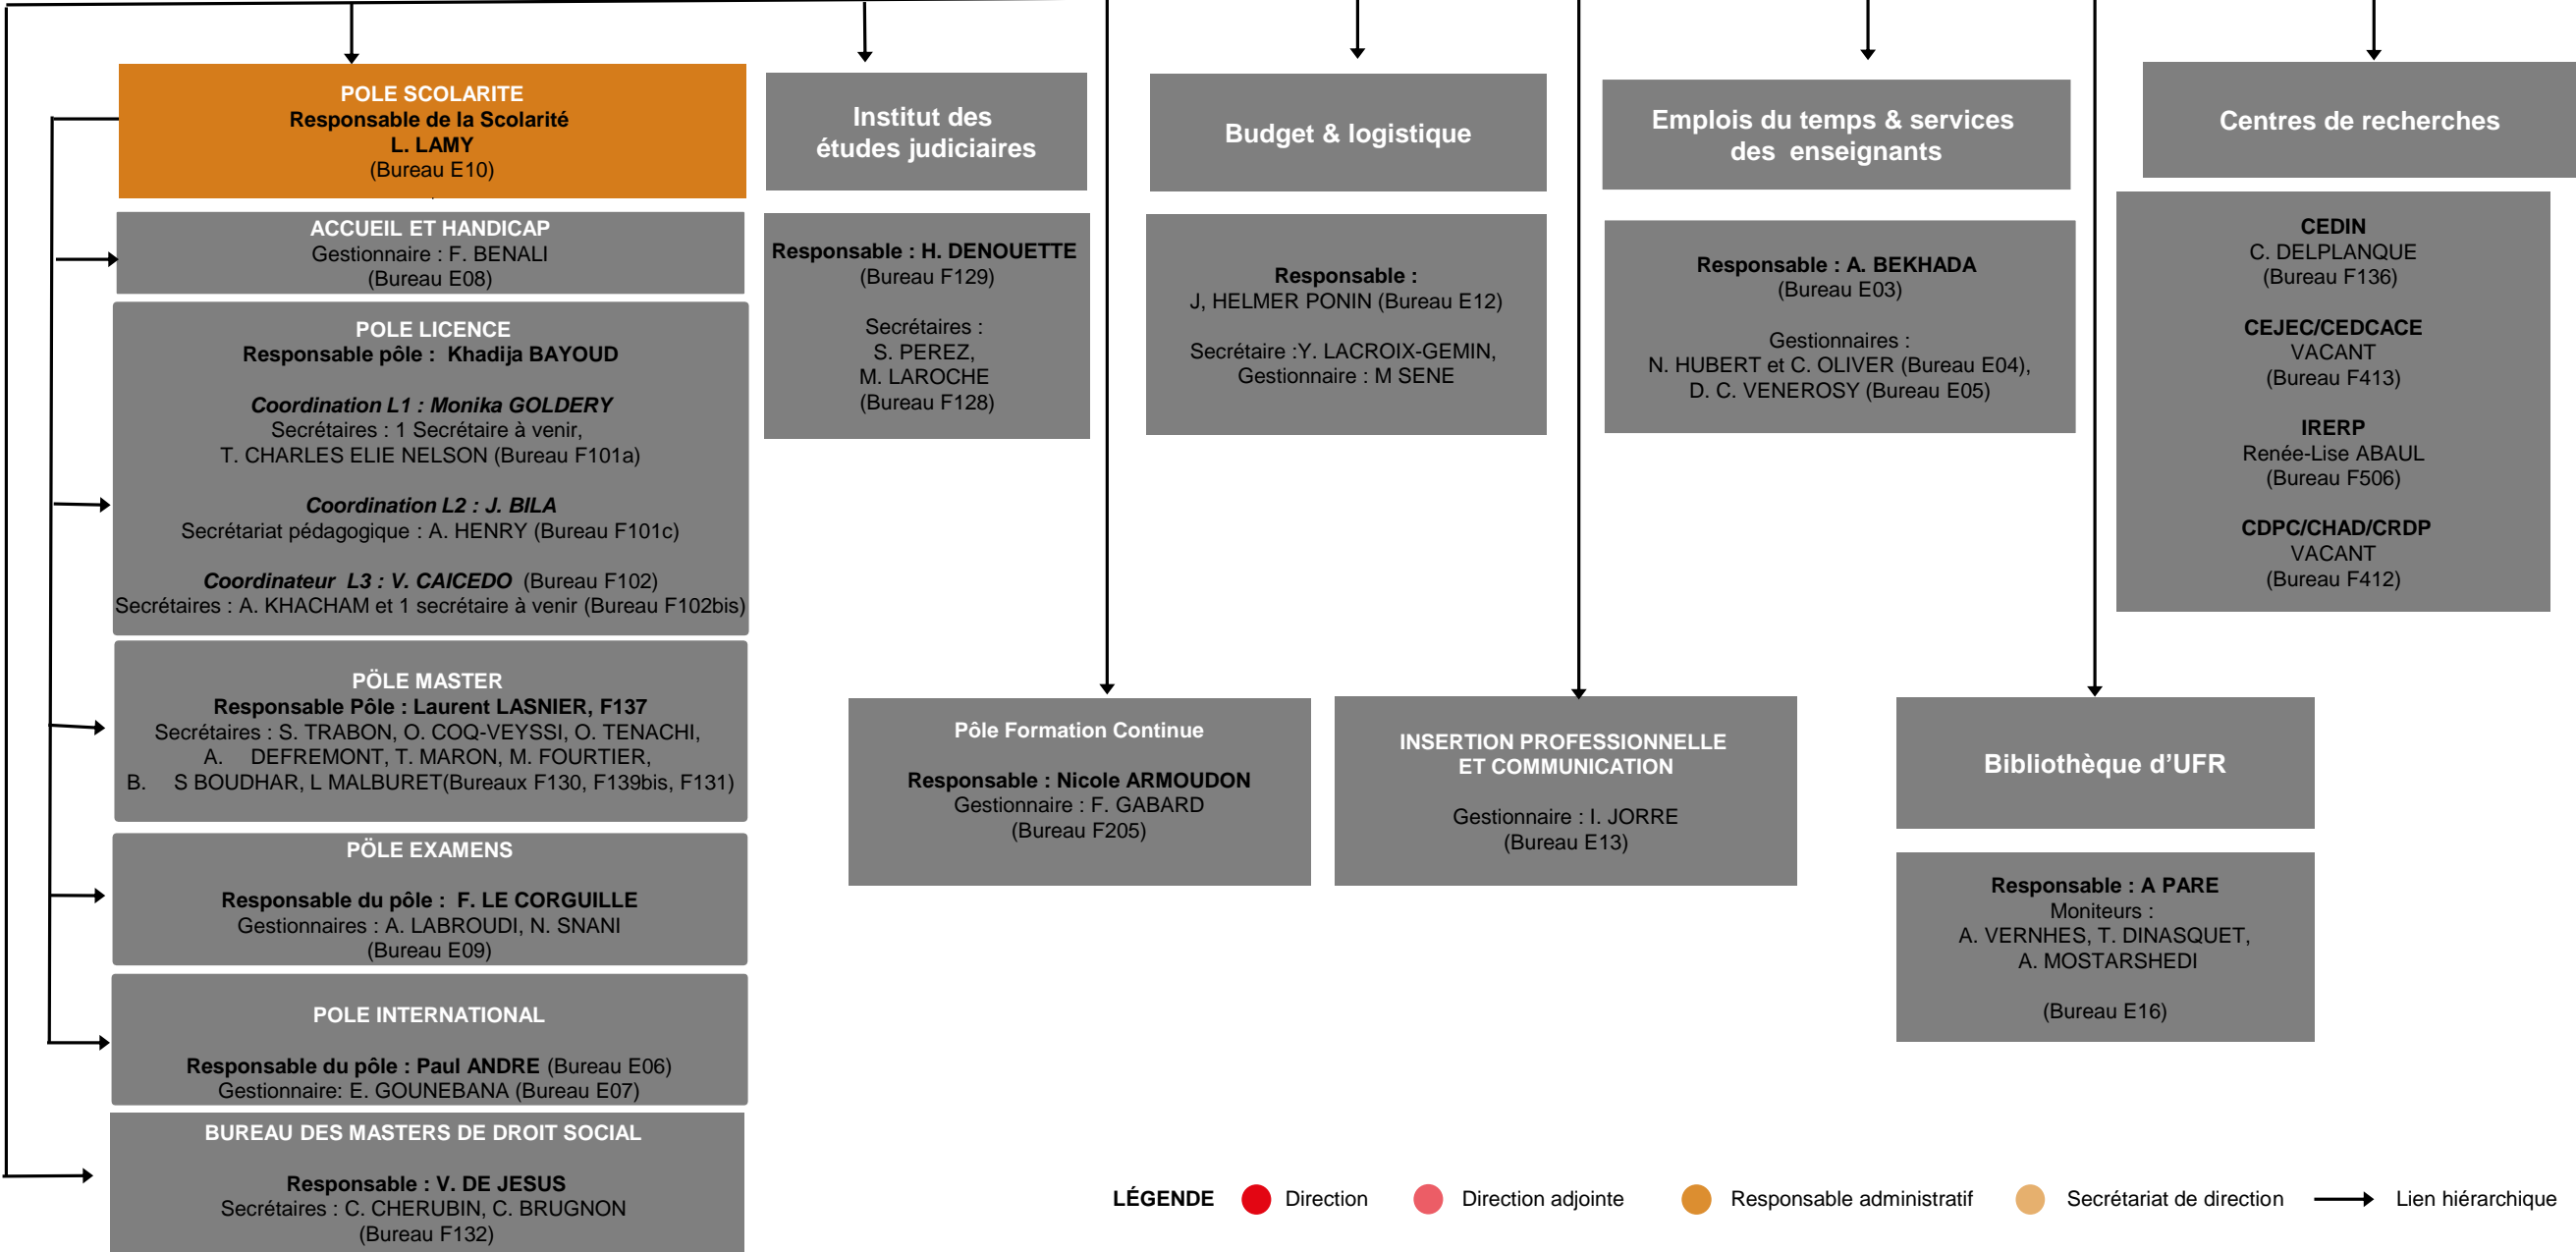 POLE SCOLARITE
Responsable de la Scolarité
L. LAMY
(Bureau E10)
ACCUEIL ET HANDICAP
Gestionnaire : F. BENALI
(Bureau E08)
POLE LICENCE
Responsable pôle : Khadija BAYOUD
Coordination L1 : Monika GOLDERY
Secrétaires : 1 Secrétaire à venir,
T. CHARLES ELIE NELSON (Bureau F101a)
Coordination L2 : J. BILA
Secrétariat pédagogique : A. HENRY (Bureau F101c)
Coordinateur L3 : V. CAICEDO (Bureau F102)
Secrétaires : A. KHACHAM et 1 secrétaire à venir (Bureau F102bis)
PÖLE MASTER
Responsable Pôle : Laurent LASNIER, F137
Secrétaires : S. TRABON, O. COQ-VEYSSI, O. TENACHI,
A. DEFREMONT, T. MARON, M. FOURTIER,
B. S BOUDHAR, L MALBURET(Bureaux F130, F139bis, F131)
PÖLE EXAMENS
Responsable du pôle : F. LE CORGUILLE
Gestionnaires : A. LABROUDI, N. SNANI
(Bureau E09)
POLE INTERNATIONAL
Responsable du pôle : Paul ANDRE (Bureau E06)
Gestionnaire: E. GOUNEBANA (Bureau E07)
BUREAU DES MASTERS DE DROIT SOCIAL
Responsable : V. DE JESUS
Secrétaires : C. CHERUBIN, C. BRUGNON
(Bureau F132)
Institut des
études judiciaires
Responsable : H. DENOUETTE
(Bureau F129)
Secrétaires :
S. PEREZ,
M. LAROCHE
(Bureau F128)
Budget & logistique
Responsable :
J, HELMER PONIN (Bureau E12)
Secrétaire :Y. LACROIX-GEMIN,
Gestionnaire : M SENE
Emplois du temps & services
des enseignants
Responsable : A. BEKHADA
(Bureau E03)
Gestionnaires :
N. HUBERT et C. OLIVER (Bureau E04),
D. C. VENEROSY (Bureau E05)
Centres de recherches
CEDIN
C. DELPLANQUE
(Bureau F136)
CEJEC/CEDCACE
VACANT
(Bureau F413)
IRERP
Renée-Lise ABAUL
(Bureau F506)
CDPC/CHAD/CRDP
VACANT
(Bureau F412)
Pôle Formation Continue
Responsable : Nicole ARMOUDON
Gestionnaire : F. GABARD
(Bureau F205)
INSERTION PROFESSIONNELLE
ET COMMUNICATION
Gestionnaire : I. JORRE
(Bureau E13)
Bibliothèque d’UFR
Responsable : A PARE
Moniteurs :
A. VERNHES, T. DINASQUET,
A. MOSTARSHEDI
(Bureau E16)
LÉGENDE Direction Direction adjointe Responsable administratif Secrétariat de direction Lien hiérarchique